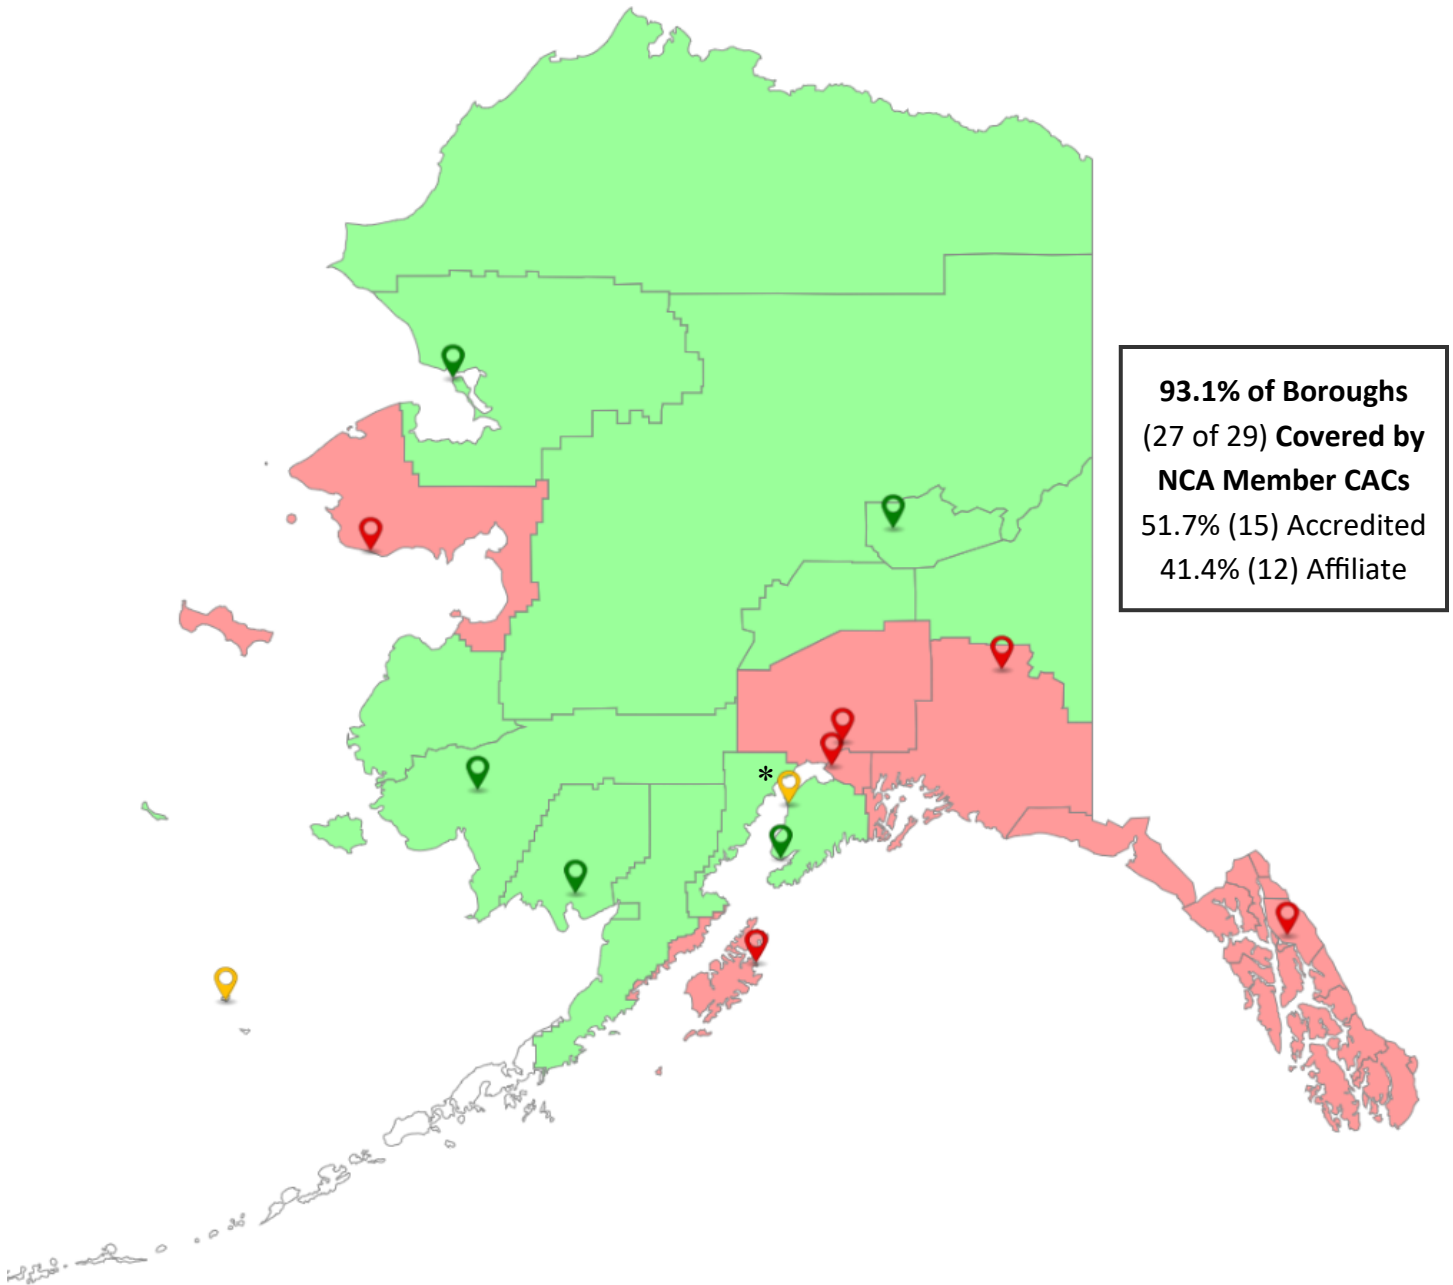 93.1% of Boroughs
(27 of 29) Covered by
NCA Member CACs
51.7% (15) Accredited
41.4% (12) Affiliate
*